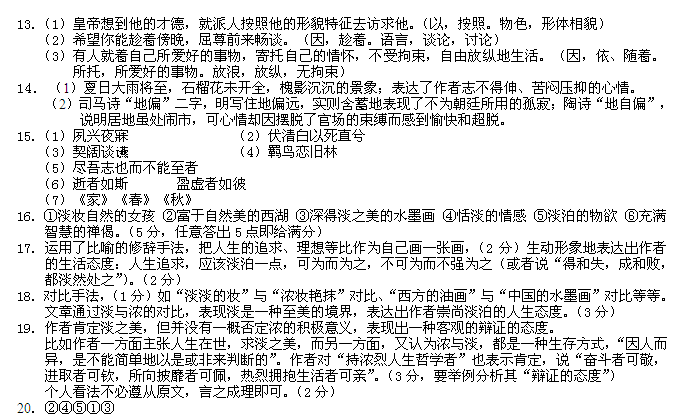 13.（1）皇帝想到他的才德，就派人按照他的形貌特征去访求他。（以，按照。物色，形体相貌）
（2）希望你能趁着傍晚，屈尊前来畅谈。（因，趁着。语言，谈论，讨论）
（3）有人就着自己所爱好的事物，寄托自己的情怀，不受拘束，自由放纵地生活。（因，依、随着。
所托，所爱好的事物。放浪，放纵，无拘束）
14. （1）夏日大雨将至，石榴花未开全，槐影沉沉的景象；表达了作者志不得伸、苦闷压抑的心情。
（2）司马诗“地偏”二字，明写住地偏远，实则含蓄地表现了不为朝廷所用的孤寂；陶诗“地自偏”，
说明居地虽处闹市，可心情却因摆脱了官场的束缚而感到愉快和超脱。
15.（1）夙兴夜寐 （2）伏清白以死直兮
（3）契阔谈讌 （4）羁鸟恋旧林
（5）尽吾志也而不能至者
（6）逝者如斯 盈虚者如彼
（7）《家》《春》《秋》
16. ①淡妆自然的女孩 ②富于自然美的西湖 ③深得淡之美的水墨画 ④恬淡的情感 ⑤淡泊的物欲 ⑥充满
智慧的禅偈。（5分，任意答出5点即给满分）
17. 运用了比喻的修辞手法，把人生的追求、理想等比作为自己画一张画，（2分）生动形象地表达出作者
的生活态度：人生追求，应该淡泊一点，可为而为之，不可为而不强为之（或者说“得和失，成和败，
都淡然处之”）。（2分）
18. 对比手法，（1分）如“淡淡的妆”与“浓妆艳抹”对比、“西方的油画”与“中国的水墨画”对比等等。
文章通过淡与浓的对比，表现淡是一种至美的境界，表达出作者崇尚淡泊的人生态度。（3分）
19. 作者肯定淡之美，但并没有一概否定浓的积极意义，表现出一种客观的辩证的态度。
比如作者一方面主张人生在世，求淡之美，而另一方面，又认为浓与淡，都是一种生存方式，“因人而
异，是不能简单地以是或非来判断的”。作者对“持浓烈人生哲学者”也表示肯定，说“奋斗者可敬，
进取者可钦，所向披靡者可佩，热烈拥抱生活者可亲”。（3分，要举例分析其“辩证的态度”）
个人看法不必遵从原文，言之成理即可。（2分）
20. ②④⑤①③